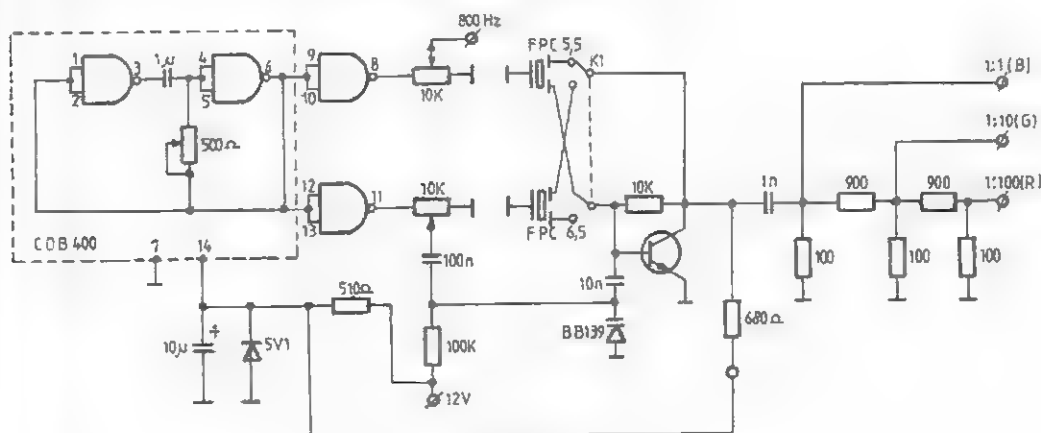 800 Hz
FPC 5,5
K1
1:1 (B)
1 2 3
1µ
4 5 6
9 10 8
10K
1:10(G)
500Ω
1:100(R)
12 13 11
10K
10K
1n
900
900
FPC 6,5
CDB 400
7
14
100n
10n
100
100
100
510Ω
680Ω
10µ
+
5V1
100K
BB139
12V